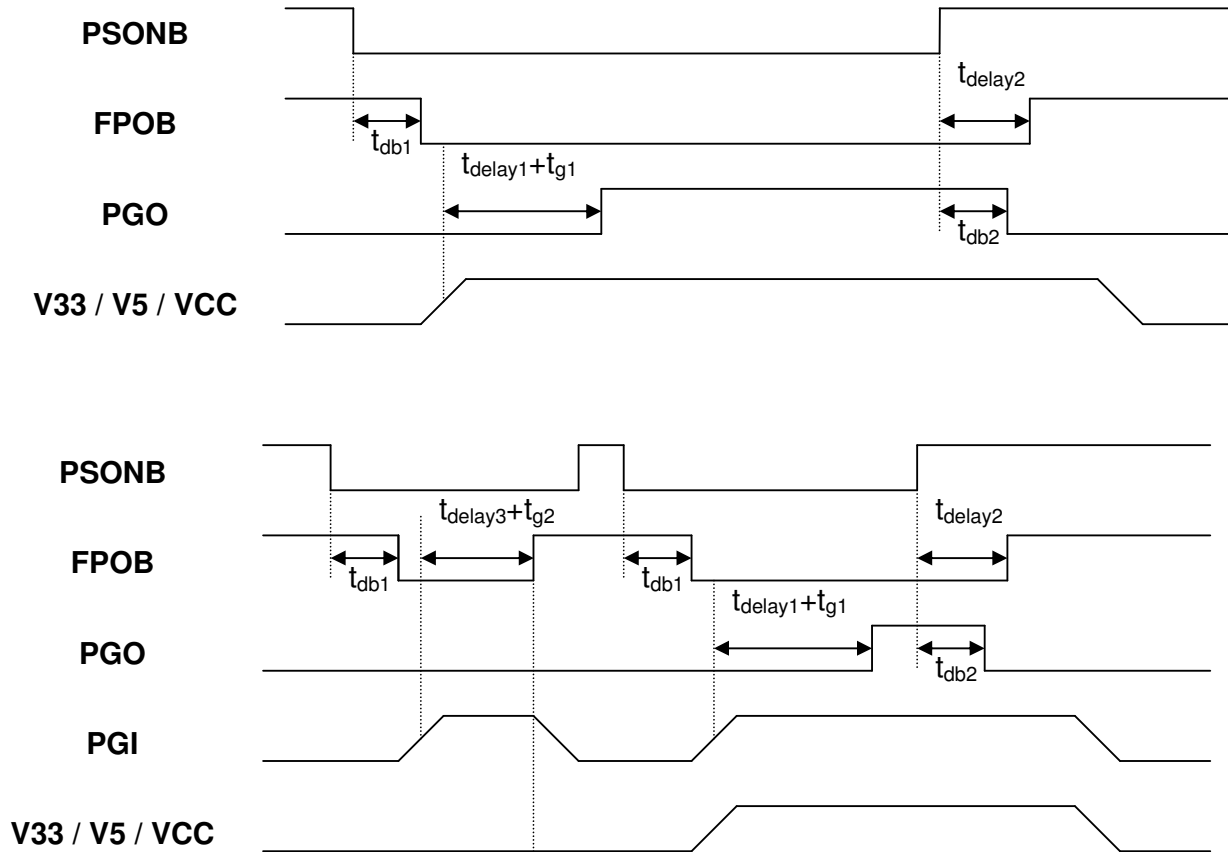 PSONB
t_delay2
FPOB
t_db1
t_delay1+t_g1
PGO
t_db2
V33 / V5 / VCC
PSONB
t_delay3+t_g2
t_delay2
FPOB
t_db1
t_db1
t_delay1+t_g1
PGO
t_db2
PGI
V33 / V5 / VCC